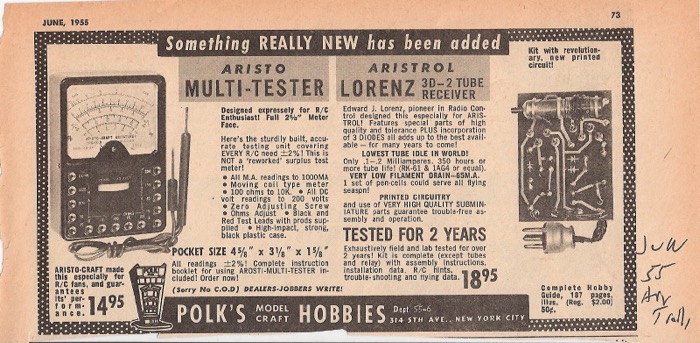 JUNE, 1955
73
Something REALLY NEW has been added
ARISTO
MULTI-TESTER
Designed expressely for R/C
Enthusiast! Full 2½" Meter
Face.
Here's the sturdily built, accu-
rate testing unit covering
EVERY R/C need ±2%! This is
NOT a 'reworked' surplus test
meter!
• All M.A. readings to 1000MA
• Moving coil type meter •
100 ohms to 10K. • All DC
volt readings to 200 volts
• Zero Adjusting Screw
• Ohms Adjust • Black and
Red Test Leads with prods sup-
plied • High-impact, strong,
black plastic case.
POCKET SIZE 4⅝" x 3⅛" x 1⅝"
All readings ±2%! Complete instruction
booklet for using AROSTI-MULTI-TESTER in-
cluded! Order now!
(Sorry No C.O.D) DEALERS-JOBBERS WRITE!
ARISTO-CRAFT made
this especially for
R/C fans, and guar-
antees
its' per-
form-
ance.
14.95
ARISTROL
LORENZ 3D-2 TUBE
RECEIVER
Edward J. Lorenz, pioneer in Radio Con-
trol designed this especially for ARIS-
TROL! Features special parts of high
quality and tolerance PLUS incorporation
of 3 DIODES all adds up to the best avail-
able - for many years to come!
LOWEST TUBE IDLE IN WORLD!
Only .1-.2 Milliamperes. 350 hours or
more tube life! (RK-61 & 1AG4 or equal).
VERY LOW FILAMENT DRAIN-65M.A.
1 set of pen-cells could serve all flying
season!
PRINTED CIRCUITRY
and use of VERY HIGH QUALITY SUBMIN-
IATURE parts guarantee trouble-free as-
sembly and operation.
TESTED FOR 2 YEARS
Exhaustively field and lab tested for over
2 years! Kit is complete (except tubes
and relay) with assembly instructions,
installation data, R/C hints,
trouble-shooting and flying data.
18.95
Kit with revolution-
ary, new printed
circuit!
Complete Hobby
Guide, 187 pages,
illus. (Reg. $2.00)
50¢.
POLK'S MODEL CRAFT HOBBIES
Dept 55-6
314 5TH AVE., NEW YORK CITY
JUN
55